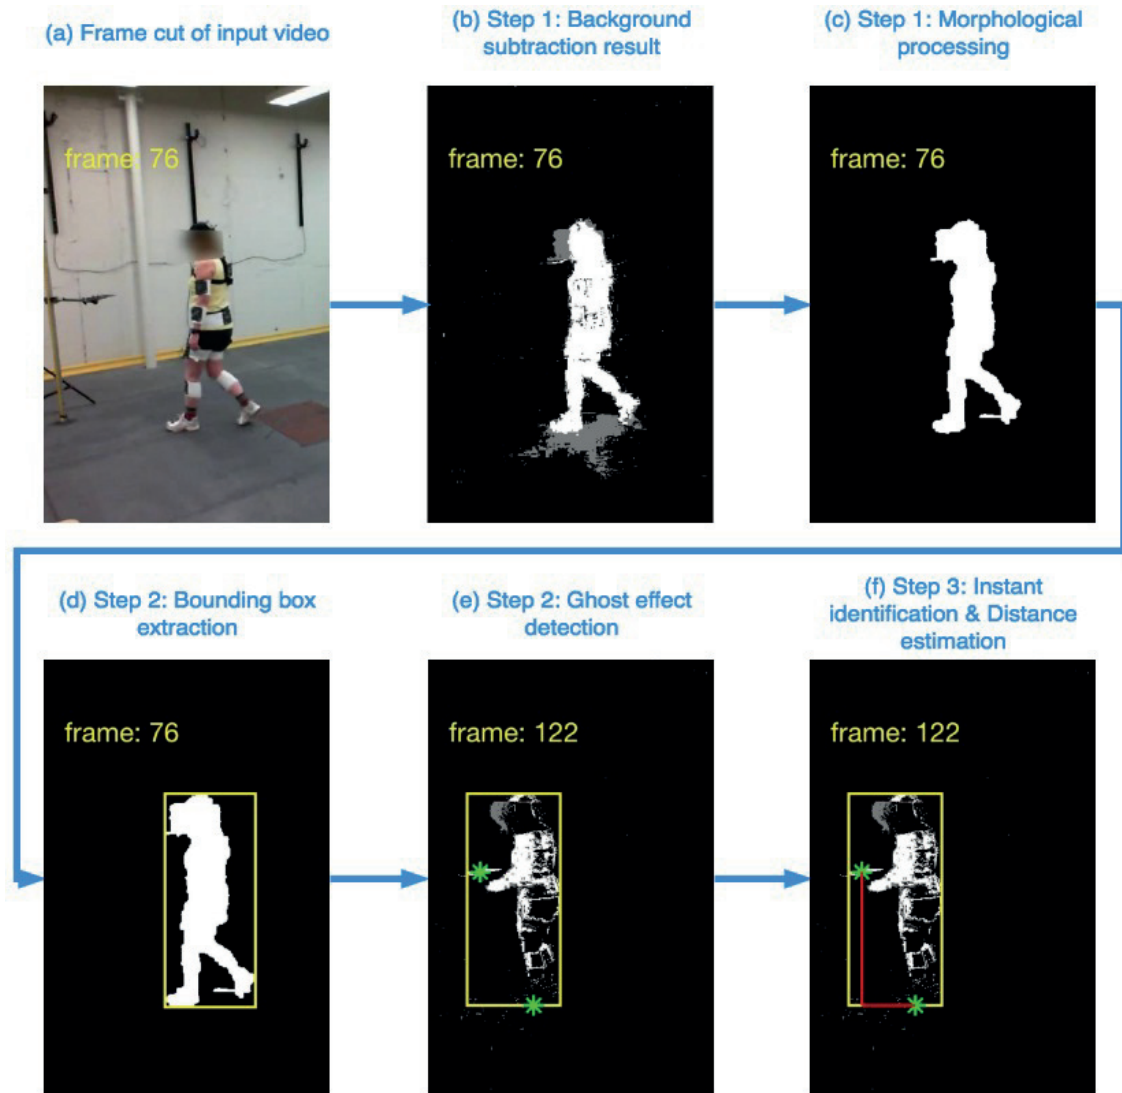 (a) Frame cut of input video
(b) Step 1: Background
subtraction result
(c) Step 1: Morphological
processing
frame: 76
frame: 76
frame: 76
(d) Step 2: Bounding box
extraction
(e) Step 2: Ghost effect
detection
(f) Step 3: Instant
identification & Distance
estimation
frame: 76
frame: 122
frame: 122